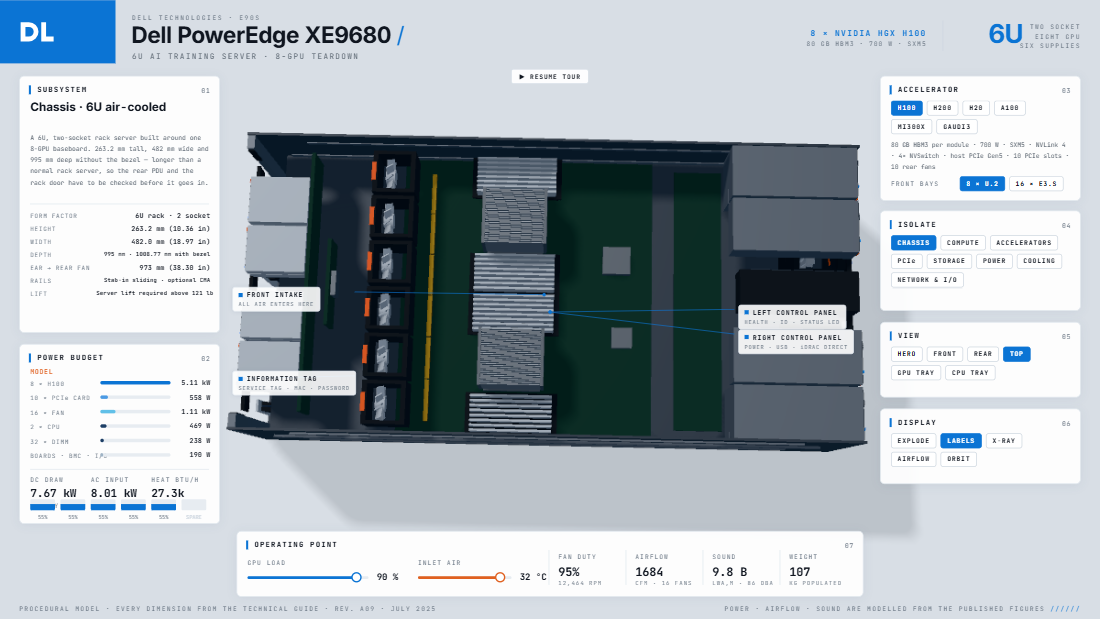 DL
DELL TECHNOLOGIES · E90S
Dell PowerEdge XE9680 /
6U AI TRAINING SERVER · 8-GPU TEARDOWN
8 × NVIDIA HGX H100
80 GB HBM3 · 700 W · SXM5
6U
TWO SOCKET
EIGHT GPU
SIX SUPPLIES
▶ RESUME TOUR
SUBSYSTEM 01
Chassis · 6U air-cooled
A 6U, two-socket rack server built around one
8-GPU baseboard. 263.2 mm tall, 482 mm wide and
995 mm deep without the bezel — longer than a
normal rack server, so the rear PDU and the
rack door have to be checked before it goes in.
FORM FACTOR 6U rack · 2 socket
HEIGHT 263.2 mm (10.36 in)
WIDTH 482.0 mm (18.97 in)
DEPTH 995 mm · 1008.77 mm with bezel
EAR → REAR FAN 973 mm (38.30 in)
RAILS Stab-in sliding · optional CMA
LIFT Server lift required above 121 lb
POWER BUDGET 02
MODEL
8 × H100 5.11 kW
10 × PCIe CARD 558 W
16 × FAN 1.11 kW
2 × CPU 469 W
32 × DIMM 238 W
BOARDS · BMC · 190 W
DC DRAW AC INPUT HEAT BTU/H
7.67 kW 8.01 kW 27.3k
55% 55% 55% 55% 55% SPARE
FRONT INTAKE
ALL AIR ENTERS HERE
INFORMATION TAG
SERVICE TAG · MAC · PASSWORD
LEFT CONTROL PANEL
HEALTH · ID · STATUS LED
RIGHT CONTROL PANEL
POWER · USB · iDRAC DIRECT
ACCELERATOR 03
H100 H200 H20 A100
MI300X GAUDI3
80 GB HBM3 per module · 700 W · SXM5 · NVLink 4
· 4× NVSwitch · host PCIe Gen5 · 10 PCIe slots ·
10 rear fans
FRONT BAYS 8 × U.2 16 × E3.S
ISOLATE 04
CHASSIS COMPUTE ACCELERATORS
PCIe STORAGE POWER COOLING
NETWORK & I/O
VIEW 05
HERO FRONT REAR TOP
GPU TRAY CPU TRAY
DISPLAY 06
EXPLODE LABELS X-RAY
AIRFLOW ORBIT
OPERATING POINT 07
GPU LOAD 90 %
INLET AIR 32 °C
FAN DUTY
95%
12,464 RPM
AIRFLOW
1684
CFM · 16 FANS
SOUND
9.8 B
LWA,M · 86 DBA
WEIGHT
107
KG POPULATED
PROCEDURAL MODEL · EVERY DIMENSION FROM THE TECHNICAL GUIDE · REV. A09 · JULY 2025
POWER · AIRFLOW · SOUND ARE MODELLED FROM THE PUBLISHED FIGURES //////